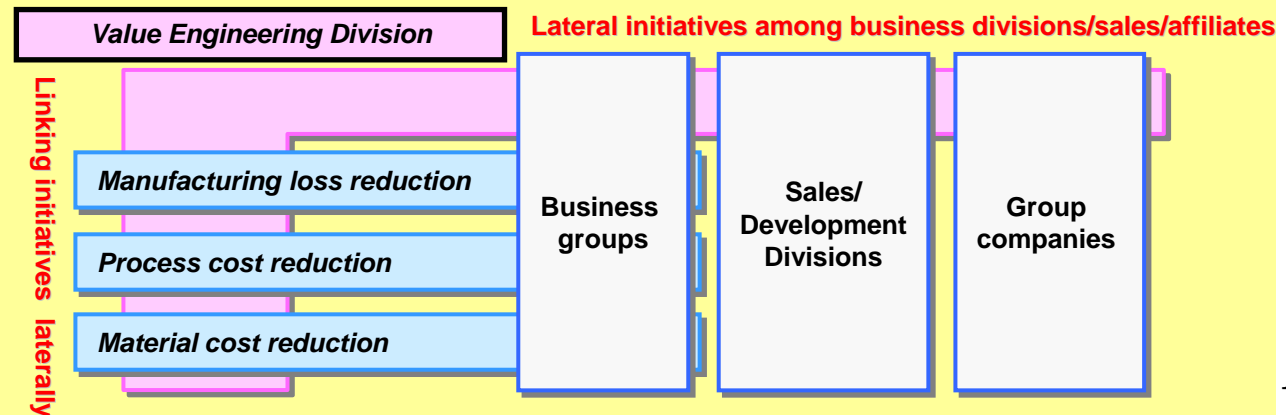 Value Engineering Division
Lateral initiatives among business divisions/sales/affiliates
Linking initiatives laterally
Manufacturing loss reduction
Process cost reduction
Material cost reduction
Business
groups
Sales/
Development
Divisions
Group
companies